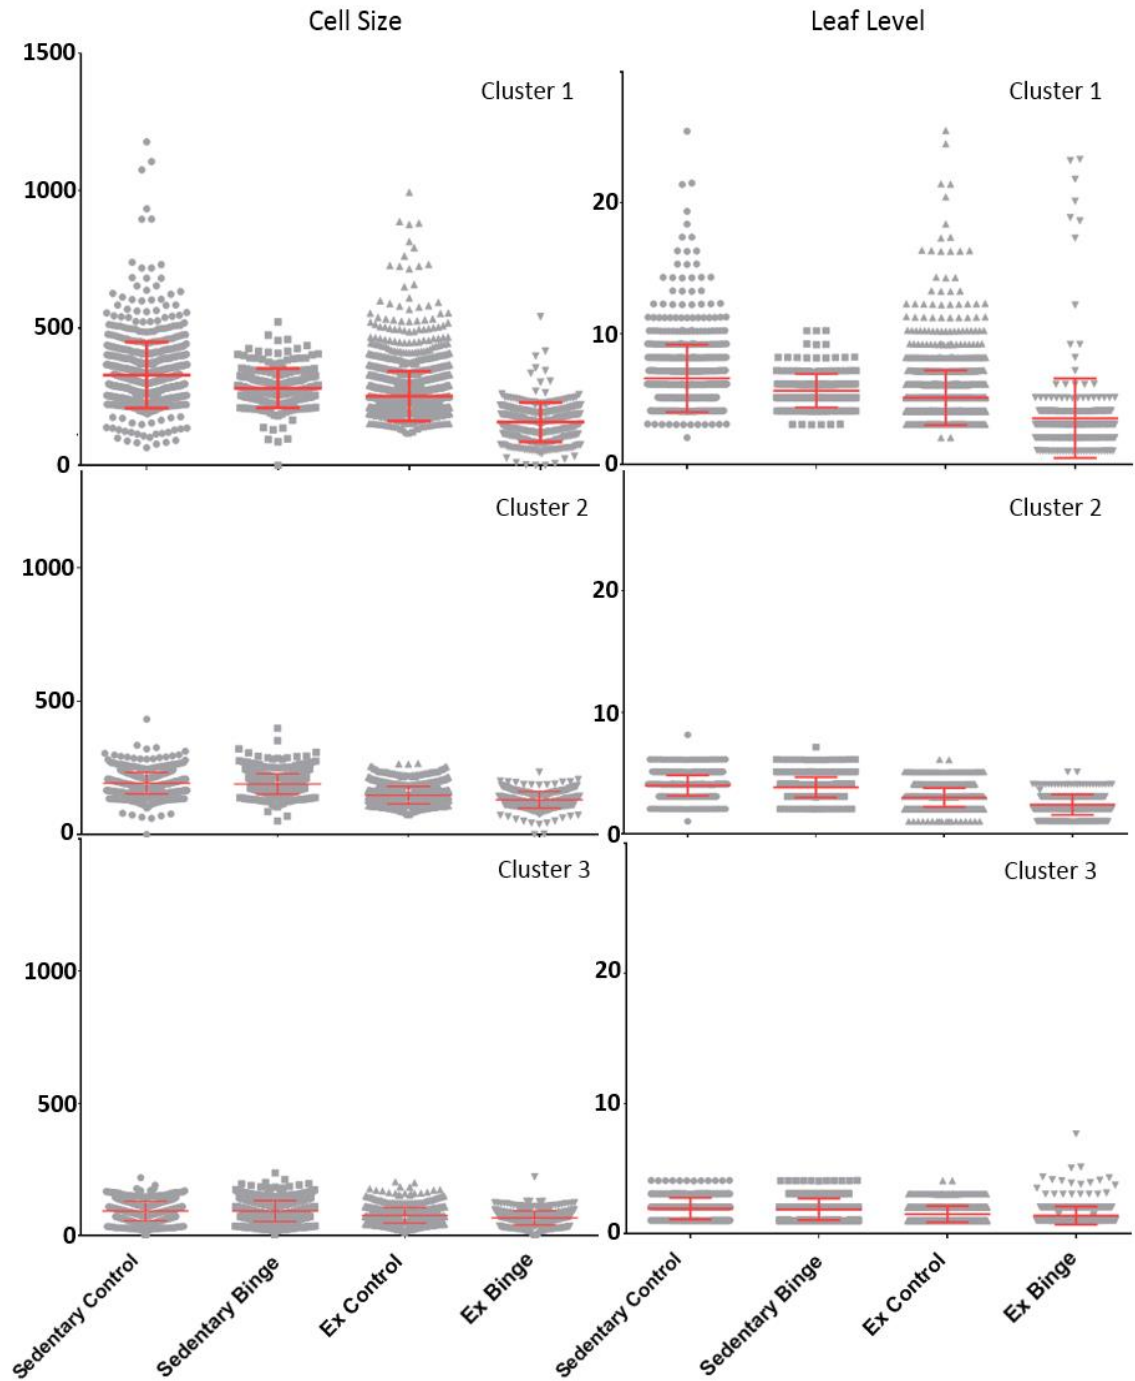 Cell Size Leaf Level
1500
Cluster 1 Cluster 1
1000
20
500
10
0 0
Cluster 2 Cluster 2
1000
20
500
10
0 0
Cluster 3 Cluster 3
1000 20
500 10
0 0
Sedentary Control Sedentary Binge Ex Control Ex Binge Sedentary Control Sedentary Binge Ex Control Ex Binge